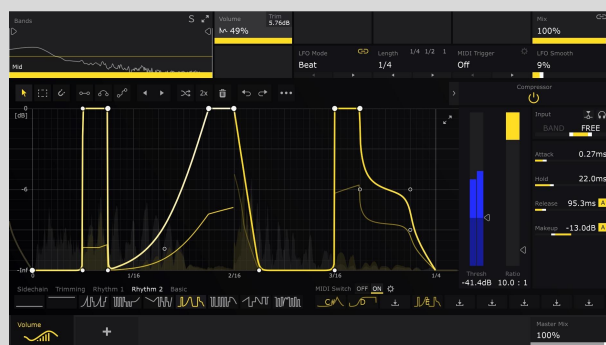 Bands
S
Volume
Trim
49%
5.76dB
Mix
100%
Mid
LFO Mode
Beat
Length
1/4 1/2 1
1/4
MIDI Trigger
Off
LFO Smooth
9%
2x
Compressor
0
[dB]
-6
-Inf
0
1/16
2/16
3/16
1/4
Input
BAND
FREE
Attack
0.27ms
Hold
22.0ms
Release
95.3ms
A
Makeup
-13.0dB
A
Thresh
-41.4dB
Ratio
10.0 : 1
Sidechain
Trimming
Rhythm 1
Rhythm 2
Basic
MIDI Switch
OFF
ON
C#
D
E
Volume
+
Master Mix
100%